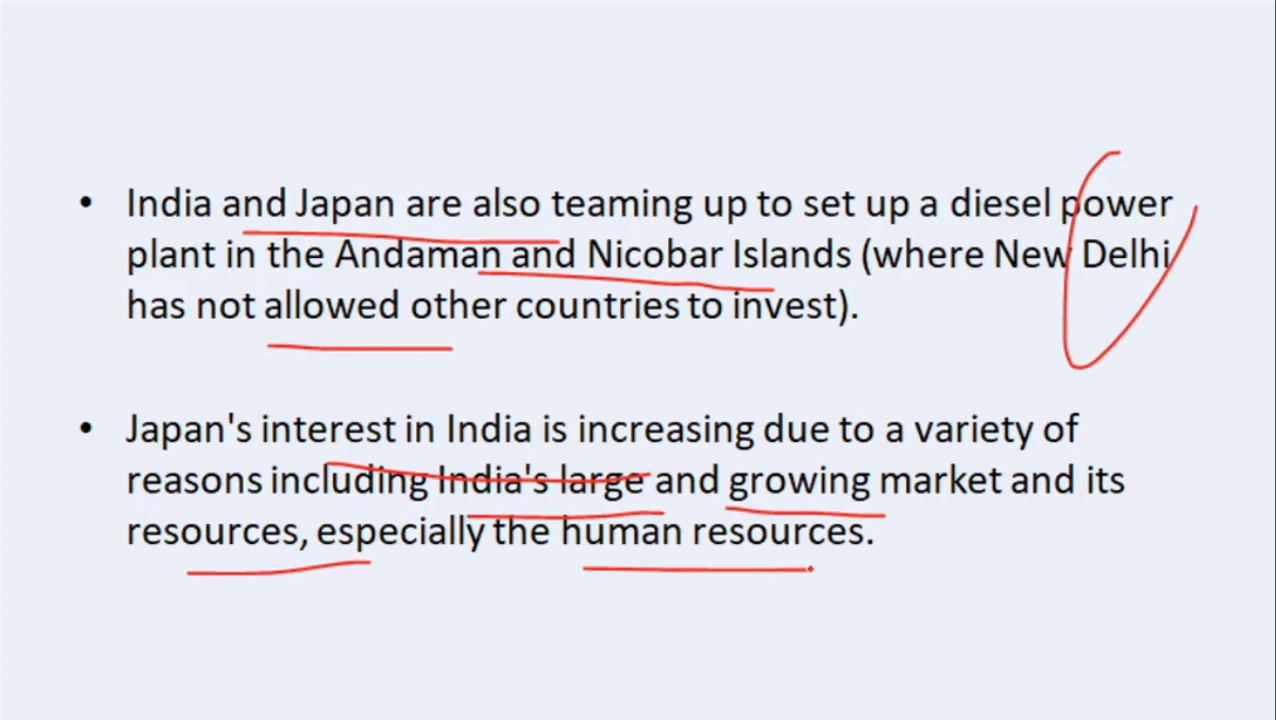 • India and Japan are also teaming up to set up a diesel power
plant in the Andaman and Nicobar Islands (where New Delhi
has not allowed other countries to invest).
• Japan's interest in India is increasing due to a variety of
reasons including India's large and growing market and its
resources, especially the human resources.